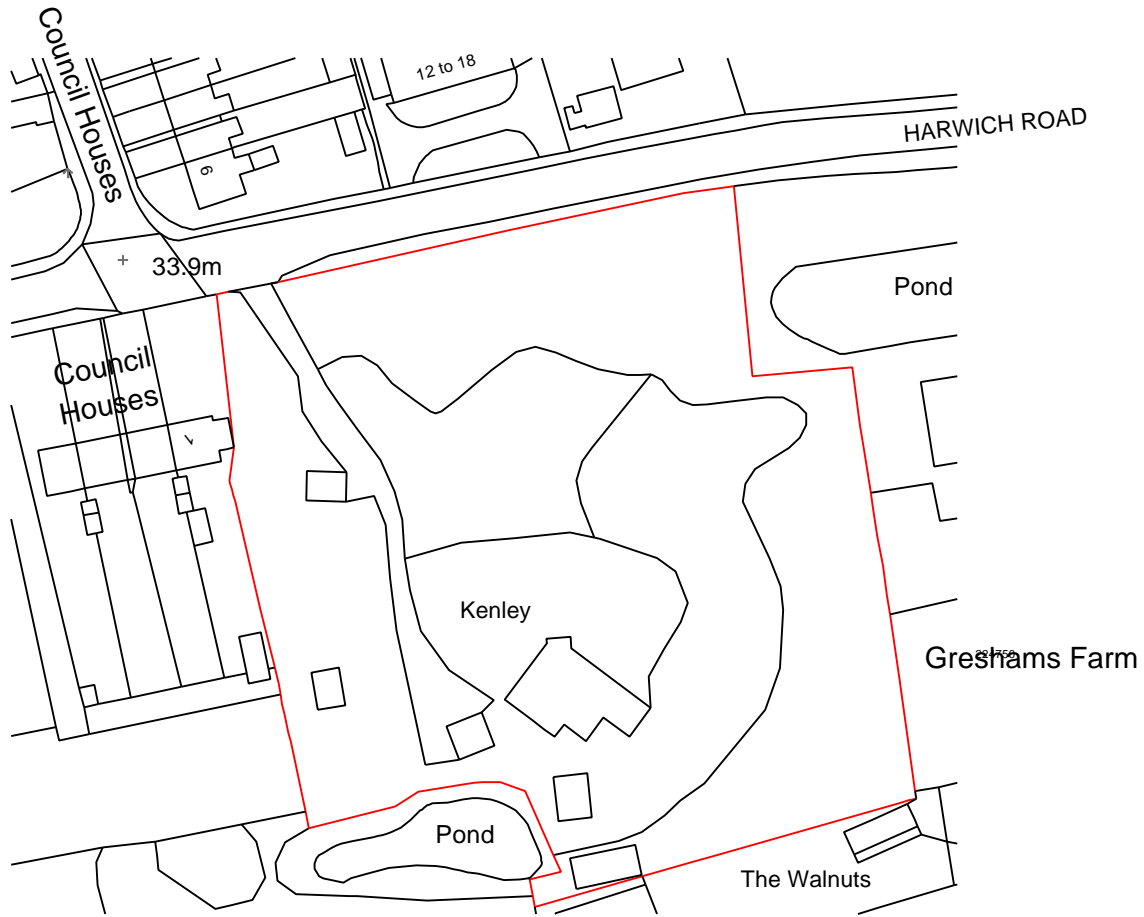 Council Houses
12 to 18
HARWICH ROAD
6
33.9m
Pond
Council
Houses
1
Kenley
Greshams Farm
Pond
The Walnuts